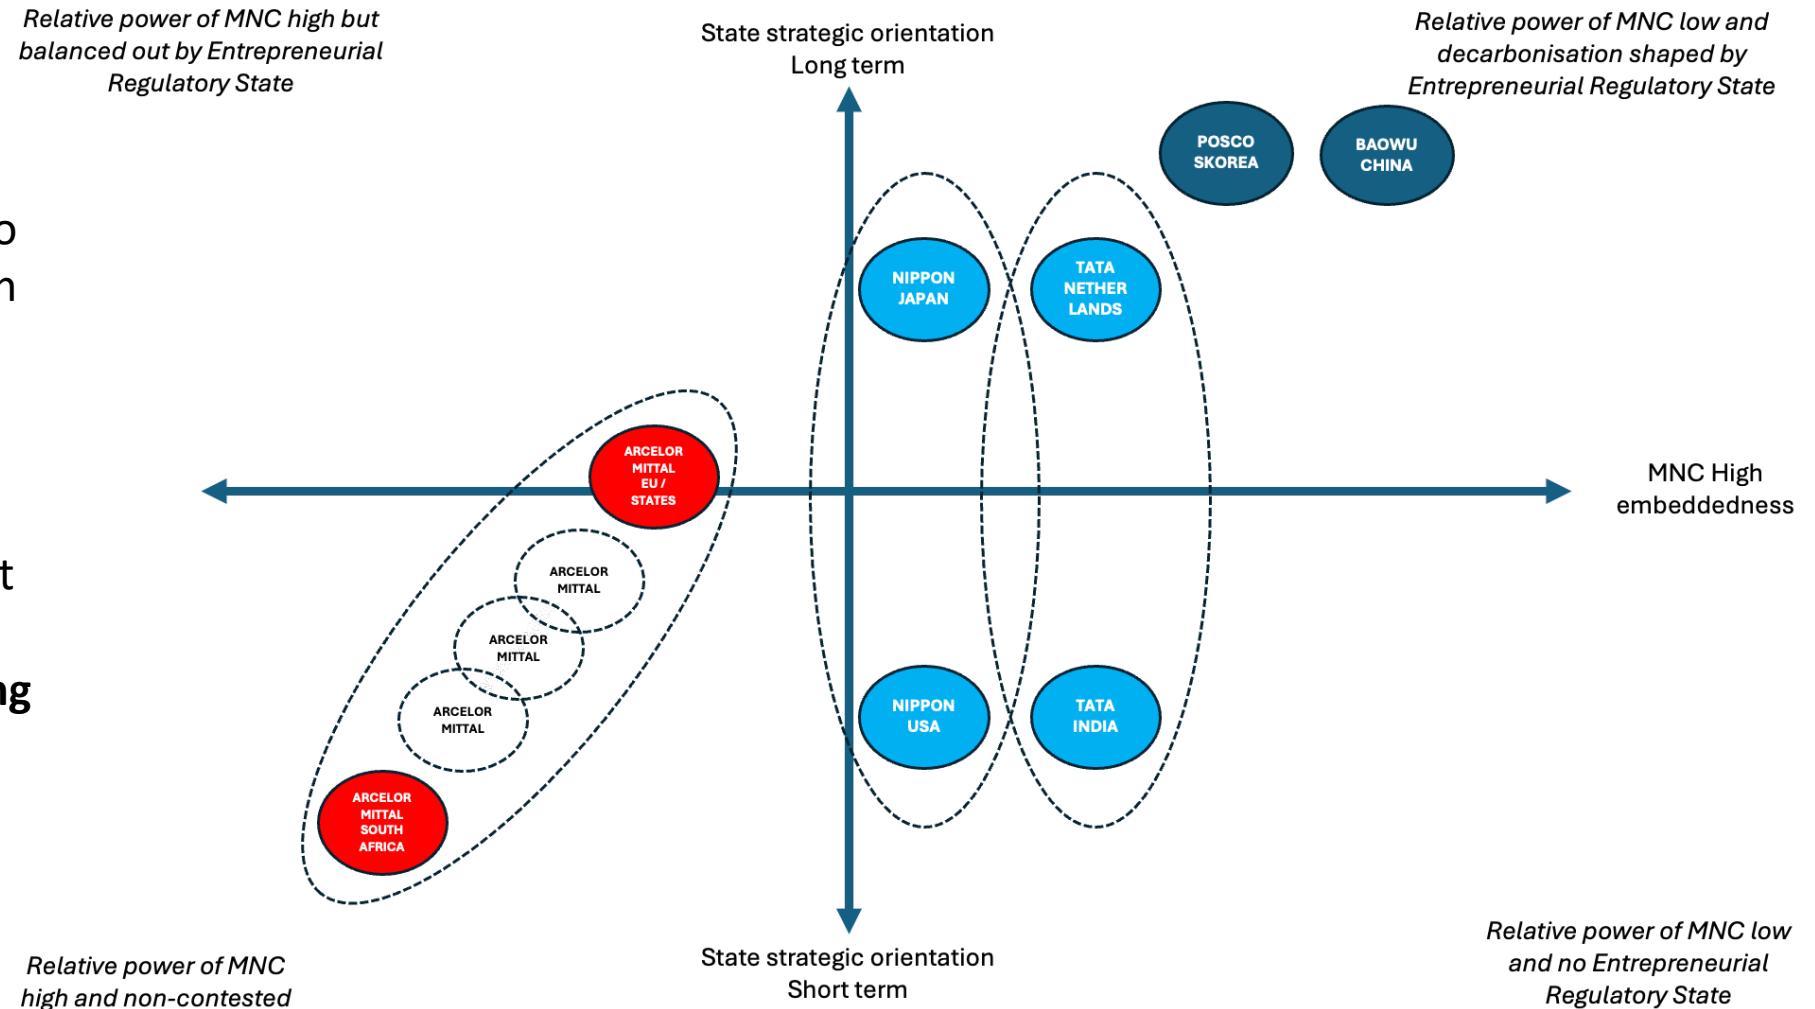 Relative power of MNC high but
balanced out by Entrepreneurial
Regulatory State
State strategic orientation
Long term
Relative power of MNC low and
decarbonisation shaped by
Entrepreneurial Regulatory State
POSCO
SKOREA
BAOWU
CHINA
NIPPON
JAPAN
TATA
NETHER
LANDS
ARCELOR
MITTAL
EU /
STATES
MNC High
embeddedness
ARCELOR
MITTAL
ARCELOR
MITTAL
ARCELOR
MITTAL
NIPPON
USA
TATA
INDIA
ARCELOR
MITTAL
SOUTH
AFRICA
Relative power of MNC
high and non-contested
State strategic orientation
Short term
Relative power of MNC low
and no Entrepreneurial
Regulatory State